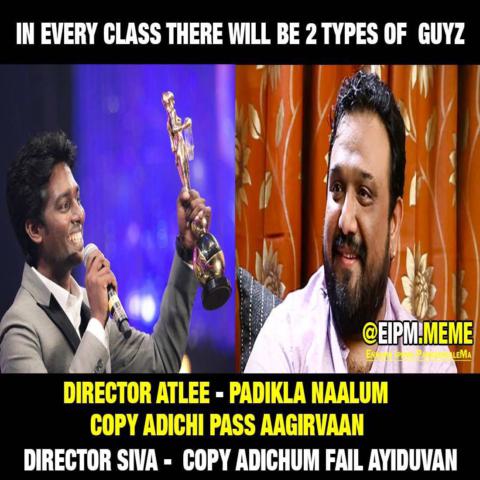 IN EVERY CLASS THERE WILL BE 2 TYPES OF GUYZ
@EIPM.MEME
DIRECTOR ATLEE - PADIKLA NAALUM
COPY ADICHI PASS AAGIRVAAN
DIRECTOR SIVA - COPY ADICHUM FAIL AYIDUVAN